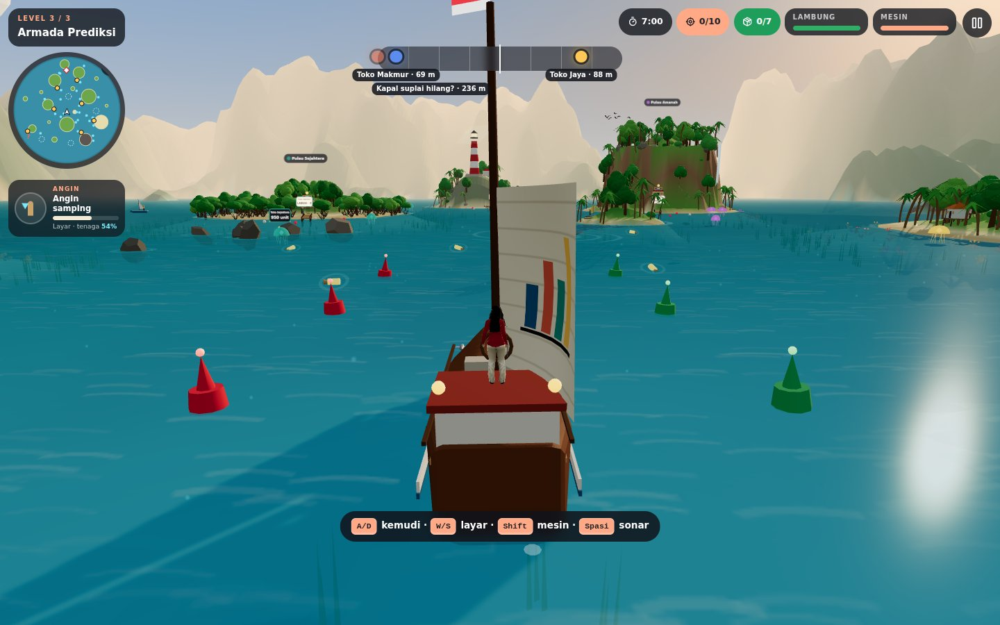 LEVEL 3 / 3
Armada Prediksi
7:00
0/10
0/7
LAMBUNG
MESIN
Toko Makmur · 69 m
Toko Jaya · 88 m
Kapal suplai hilang? · 236 m
Pulau Amanah
Pulau Sejahtera
ANGIN
Angin
samping
Layar · tenaga 54%
Toko Sejahtera
950 unit
A/D kemudi · W/S layar · Shift mesin · Spasi sonar